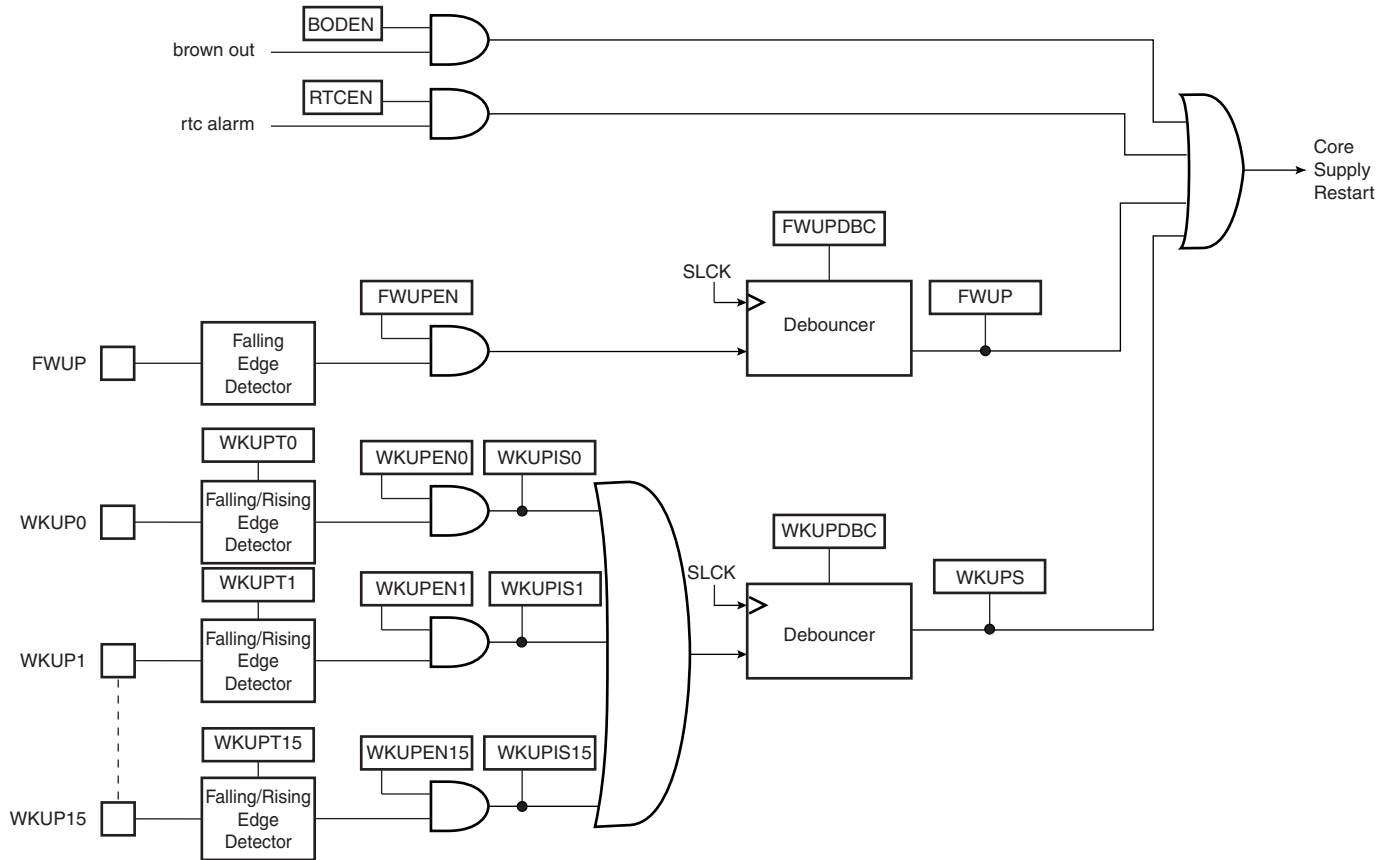 BODEN
brown out
RTCEN
rtc alarm
Core
Supply
Restart
FWUPDBC
SLCK
FWUPEN
FWUP
Debouncer
Falling
Edge
Detector
FWUP
WKUPT0
WKUPEN0
WKUPIS0
Falling/Rising
Edge
Detector
WKUP0
WKUPDBC
SLCK
WKUPT1
WKUPEN1
WKUPIS1
WKUPS
Debouncer
Falling/Rising
Edge
Detector
WKUP1
WKUPT15
WKUPEN15
WKUPIS15
Falling/Rising
Edge
Detector
WKUP15